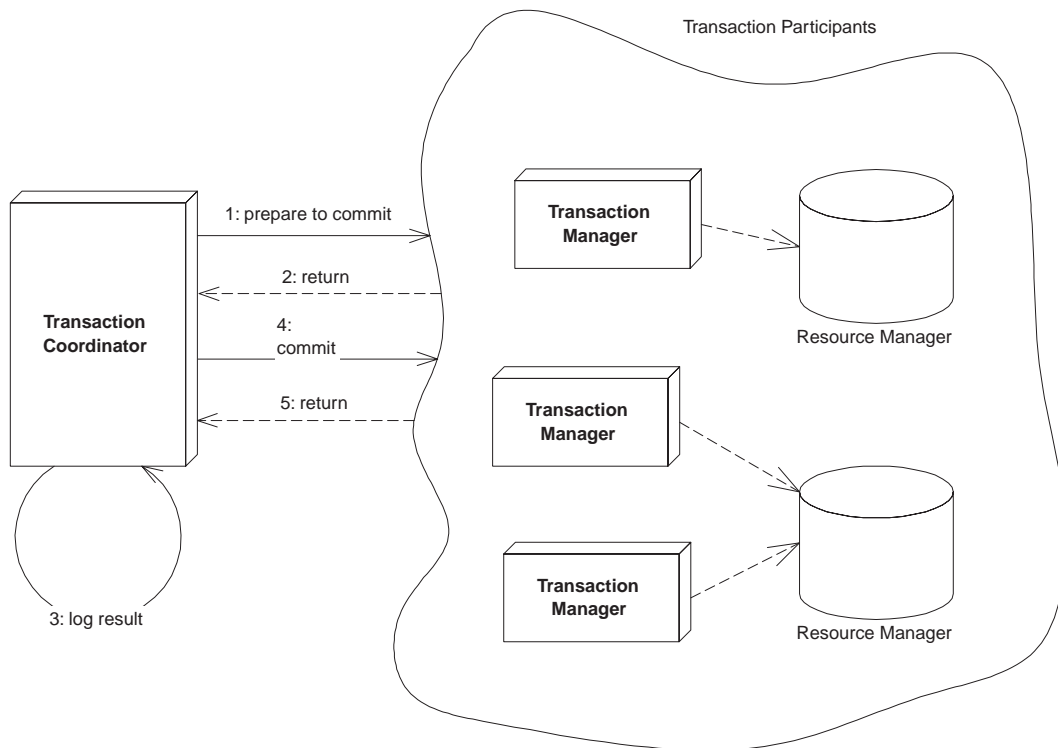 Transaction Participants
1: prepare to commit
Transaction
Manager
2: return
Transaction
Coordinator
4:
commit
Resource Manager
5: return
Transaction
Manager
Transaction
Manager
3: log result
Resource Manager